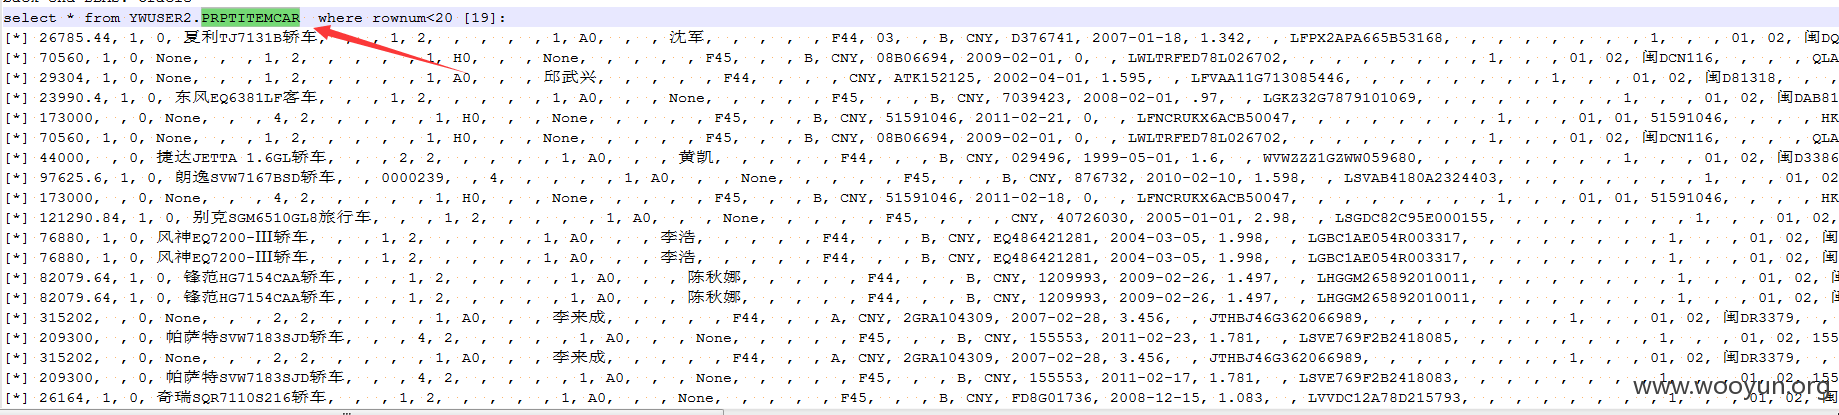 select * from YWUSER2.PRPTITEMCAR where rownum<20 [19]:
[*] 26785.44, 1, 0, 夏利TJ7131B轿车, , , 1, 2, , , , , 1, A0, , , 沈军, , , , , F44, 03, , B, CNY, D376741, 2007-01-18, 1.342, , LFPX2APA665B53168, , , , , , , 1, , , 01, 02, 闽DQ
[*] 70560, 1, 0, None, , , 1, 2, , , , , 1, H0, , , None, , , , , F45, , , B, CNY, 08B06694, 2009-02-01, 0, , LWLTRFED78L026702, , , , , , , 1, , , 01, 02, 闽DCN116, , , QLA
[*] 29304, 1, 0, None, , , 1, 2, , , , , 1, A0, , , 邱武兴, , , , , F44, , , , CNY, ATK152125, 2002-04-01, 1.595, , LFVAA11G713085446, , , , , , , 1, , , 01, 02, 闽D81318, , ,
[*] 23990.4, 1, 0, 东风EQ6381LF客车, , , 1, 2, , , , , 1, A0, , , None, , , , , F45, , , B, CNY, 7039423, 2008-02-01, .97, , LGKZ32G7879101069, , , , , , , 1, , , 01, 02, 闽DAB81
[*] 173000, , 0, None, , , 4, 2, , , , , 1, H0, , , None, , , , , F45, , , B, CNY, 51591046, 2011-02-21, 0, , LFNCRUKX6ACB50047, , , , , , , 1, , , 01, 01, 51591046, , , HK
[*] 70560, 1, 0, None, , , 1, 2, , , , , 1, H0, , , None, , , , , F45, , , B, CNY, 08B06694, 2009-02-01, 0, , LWLTRFED78L026702, , , , , , , 1, , , 01, 02, 闽DCN116, , , QLA
[*] 44000, , 0, 捷达JETTA 1.6GL轿车, , , 2, 2, , , , , 1, A0, , , 黄凯, , , , , F44, , , B, CNY, 029496, 1999-05-01, 1.6, , WVWZZZ1GZWW059680, , , , , , , 1, , , 01, 02, 闽D3386
[*] 97625.6, 1, 0, 朗逸SVW7167BSD轿车, , 0000239, , 4, , , , , 1, A0, , , None, , , , , F45, , , B, CNY, 876732, 2010-02-10, 1.598, , LSVAB4180A2324403, , , , , , , 1, , , 01, 02
[*] 173000, , 0, None, , , 4, 2, , , , , 1, H0, , , None, , , , , F45, , , B, CNY, 51591046, 2011-02-18, 0, , LFNCRUKX6ACB50047, , , , , , , 1, , , 01, 01, 51591046, , , HK
[*] 121290.84, 1, 0, 别克SGM6510GL8旅行车, , , 1, 2, , , , , 1, A0, , , None, , , , , F45, , , , CNY, 40726030, 2005-01-01, 2.98, , LSGDC82C95E000155, , , , , , , 1, , , 01, 02,
[*] 76880, 1, 0, 风神EQ7200-III轿车, , , 1, 2, , , , , 1, A0, , , 李浩, , , , , F44, , , B, CNY, EQ486421281, 2004-03-05, 1.998, , LGBC1AE054R003317, , , , , , , 1, , , 01, 02, 闽D
[*] 76880, 1, 0, 风神EQ7200-III轿车, , , 1, 2, , , , , 1, A0, , , 李浩, , , , , F44, , , B, CNY, EQ486421281, 2004-03-05, 1.998, , LGBC1AE054R003317, , , , , , , 1, , , 01, 02, 闽D
[*] 82079.64, 1, 0, 锋范HG7154CAA轿车, , , 1, 2, , , , , 1, A0, , , 陈秋娜, , , , , F44, , , B, CNY, 1209993, 2009-02-26, 1.497, , LHGGM265892010011, , , , , , , 1, , , 01, 02, 闽
[*] 82079.64, 1, 0, 锋范HG7154CAA轿车, , , 1, 2, , , , , 1, A0, , , 陈秋娜, , , , , F44, , , B, CNY, 1209993, 2009-02-26, 1.497, , LHGGM265892010011, , , , , , , 1, , , 01, 02, 闽
[*] 315202, , 0, None, , , 2, 2, , , , , 1, A0, , , 李来成, , , , , F44, , , A, CNY, 2GRA104309, 2007-02-28, 3.456, , JTHBJ46G362066989, , , , , , , 1, , , 01, 02, 闽DR3379, , ,
[*] 209300, , 0, 帕萨特SVW7183SJD轿车, , , 4, 2, , , , , 1, A0, , , None, , , , , F45, , , B, CNY, 155553, 2011-02-23, 1.781, , LSVE769F2B2418085, , , , , , , 1, , , 01, 02, , , 155
[*] 315202, , 0, None, , , 2, 2, , , , , 1, A0, , , 李来成, , , , , F44, , , A, CNY, 2GRA104309, 2007-02-28, 3.456, , JTHBJ46G362066989, , , , , , , 1, , , 01, 02, 闽DR3379, , ,
[*] 209300, , 0, 帕萨特SVW7183SJD轿车, , , 4, 2, , , , , 1, A0, , , None, , , , , F45, , , B, CNY, 155553, 2011-02-17, 1.781, , LSVE769F2B2418083, , , , , , , 1, , , 01, 02, , , 155
[*] 26164, 1, 0, 奇瑞SQR7110S216轿车, , , 1, 2, , , , , 1, A0, , , None, , , , , F45, , , B, CNY, FD8G01736, 2008-12-15, 1.083, , LVVDC12A78D215793, , , , , , , 1, , , 01, 02, 闽
www.wooyun.org